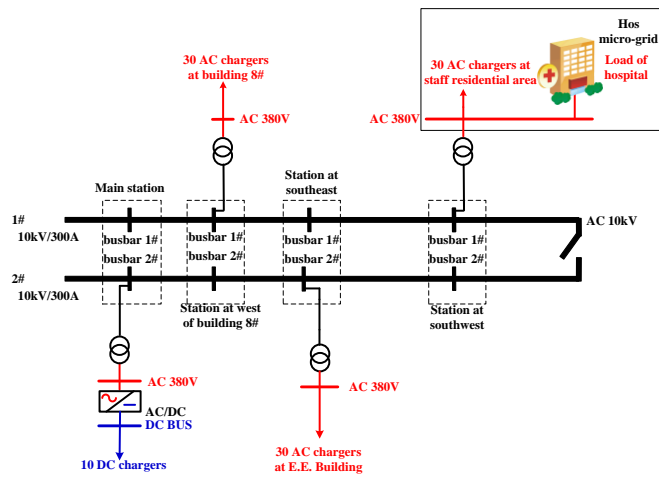 Hos
micro-grid
30 AC chargers
at building 8#
30 AC chargers at
staff residential area
Load of
hospital
AC 380V
AC 380V
Main station
Station at
southeast
1#
10kV/300A
busbar 1#
busbar 1#
busbar 1#
busbar 1#
AC 10kV
busbar 2#
busbar 2#
busbar 2#
busbar 2#
2#
10kV/300A
Station at west
of building 8#
Station at
southwest
AC 380V
AC 380V
AC/DC
DC BUS
10 DC chargers
30 AC chargers
at E.E. Building